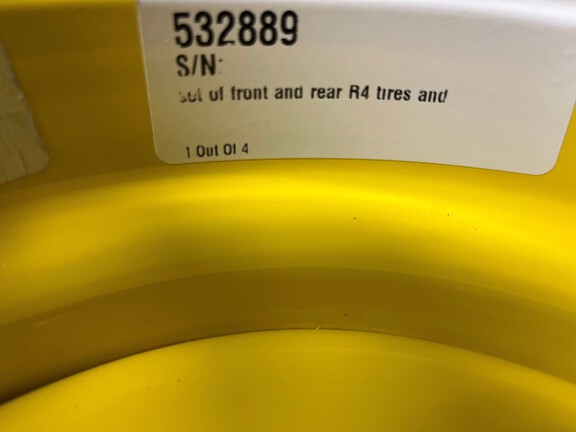 532889
S/N:
set of front and rear R4 tires and
1 Out Of 4